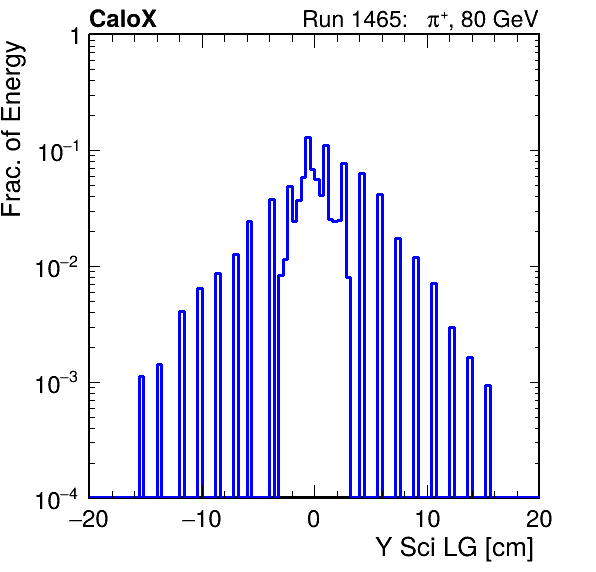 CaloX Run 1465: π⁺, 80 GeV
Frac. of Energy
1
10⁻¹
10⁻²
10⁻³
10⁻⁴
−20 −10 0 10 20
Y Sci LG [cm]